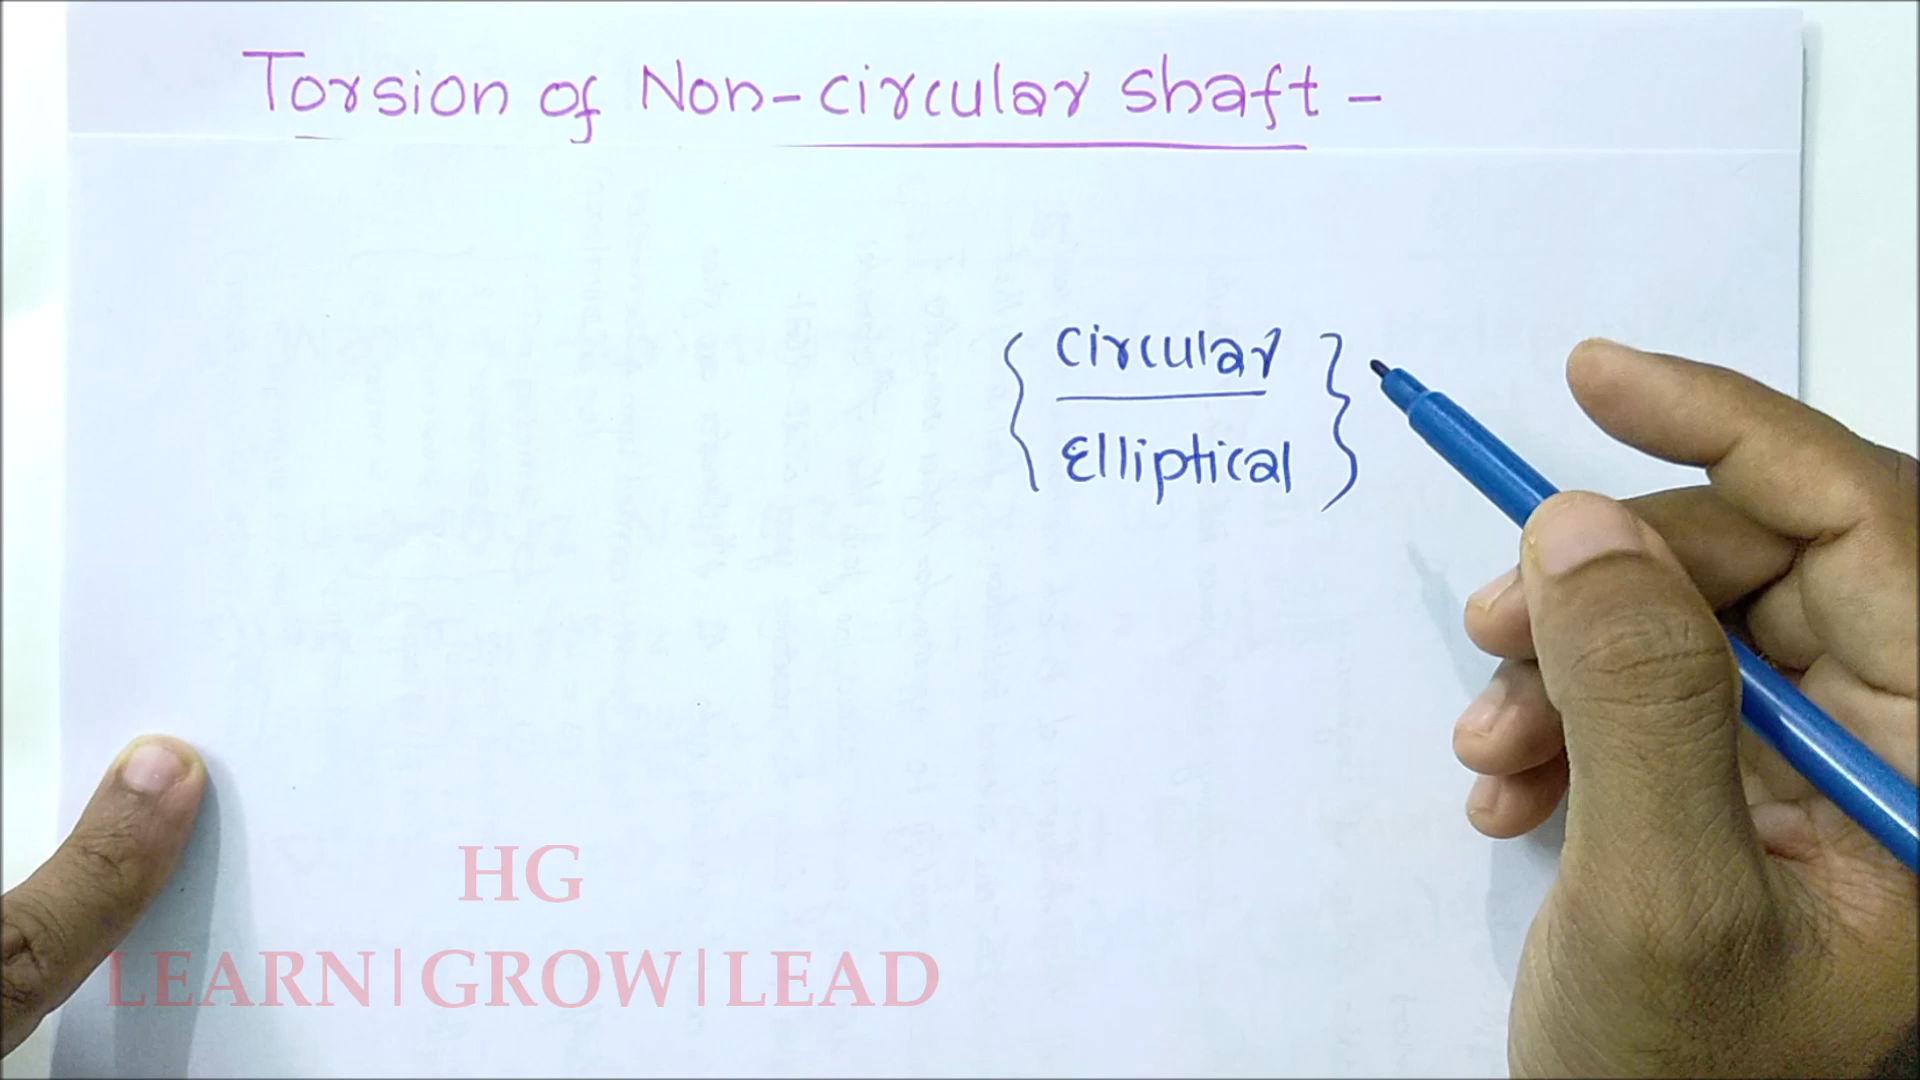 Torsion of Non-circular shaft -
{ circular }
Elliptical
HG
LEARN|GROW|LEAD